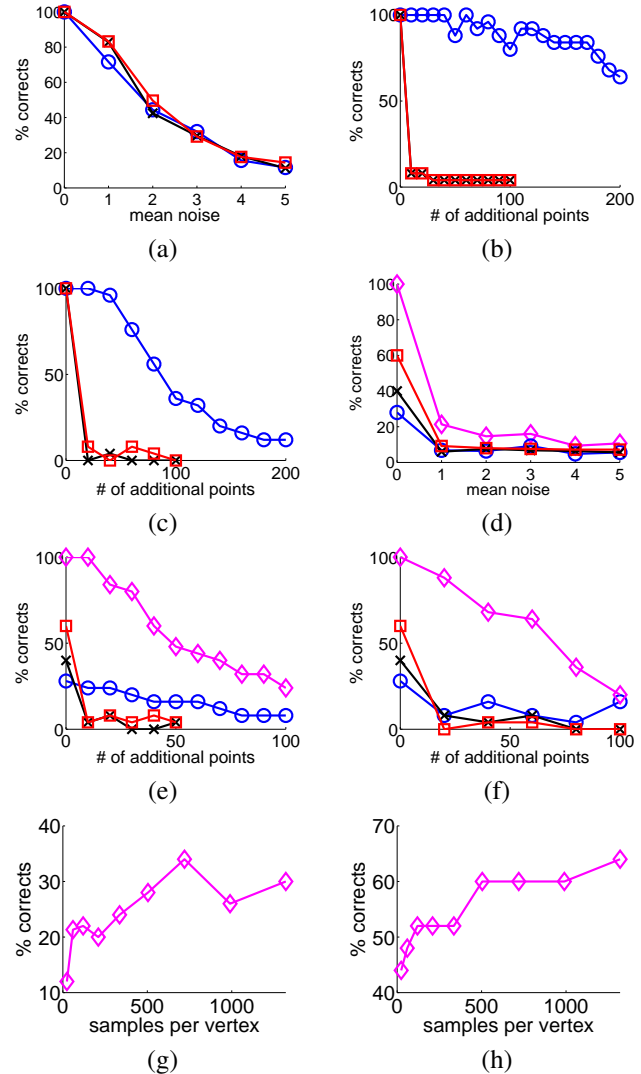 100
80
60
40
20
0
% corrects
0 1 2 3 4 5
mean noise
(a)
100
50
% corrects
0 100 200
# of additional points
(b)
100
50
% corrects
0 100 200
# of additional points
(c)
100
80
60
40
20
0
% corrects
0 1 2 3 4 5
mean noise
(d)
100
50
0
% corrects
0 50 100
# of additional points
(e)
100
50
0
% corrects
0 50 100
# of additional points
(f)
40
30
20
10
% corrects
0 500 1000
samples per vertex
(g)
70
60
50
40
% corrects
0 500 1000
samples per vertex
(h)